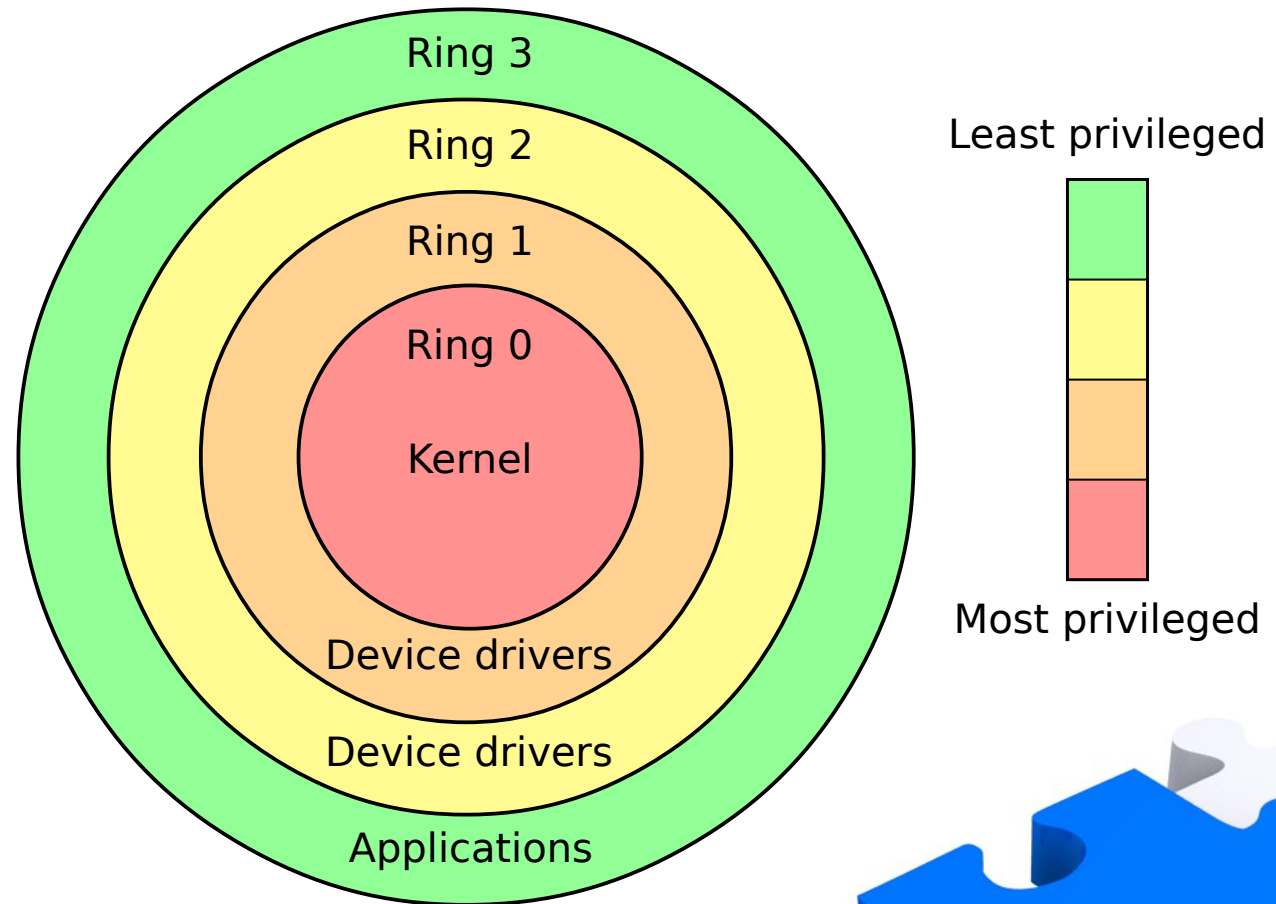 Ring 3
Ring 2
Ring 1
Ring 0
Kernel
Device drivers
Device drivers
Applications
Least privileged
Most privileged